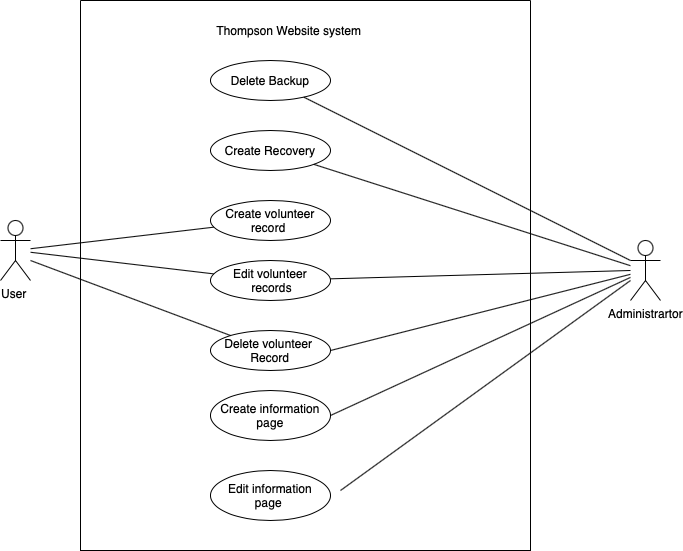 Thompson Website system
Delete Backup
Create Recovery
Create volunteer
record
Edit volunteer
records
Delete volunteer
Record
Create information
page
Edit information
page
User
Administrartor